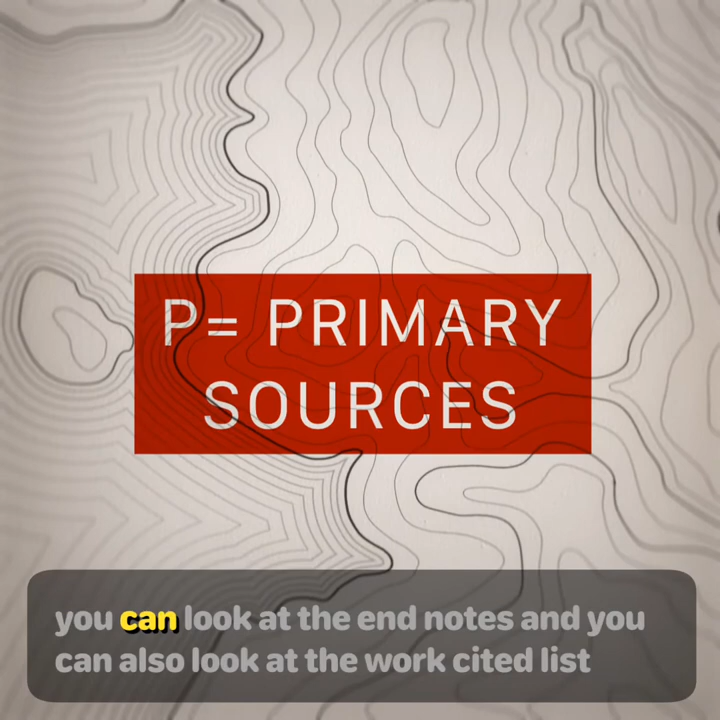 P= PRIMARY
SOURCES
you can look at the end notes and you
can also look at the work cited list